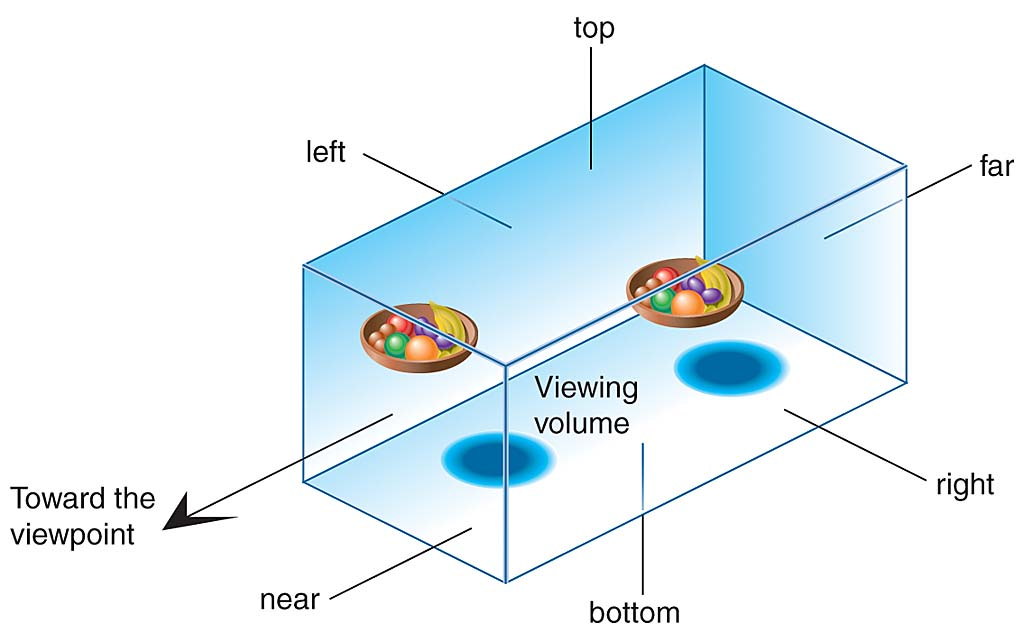 top
left
far
Viewing
volume
Toward the
viewpoint
right
near
bottom